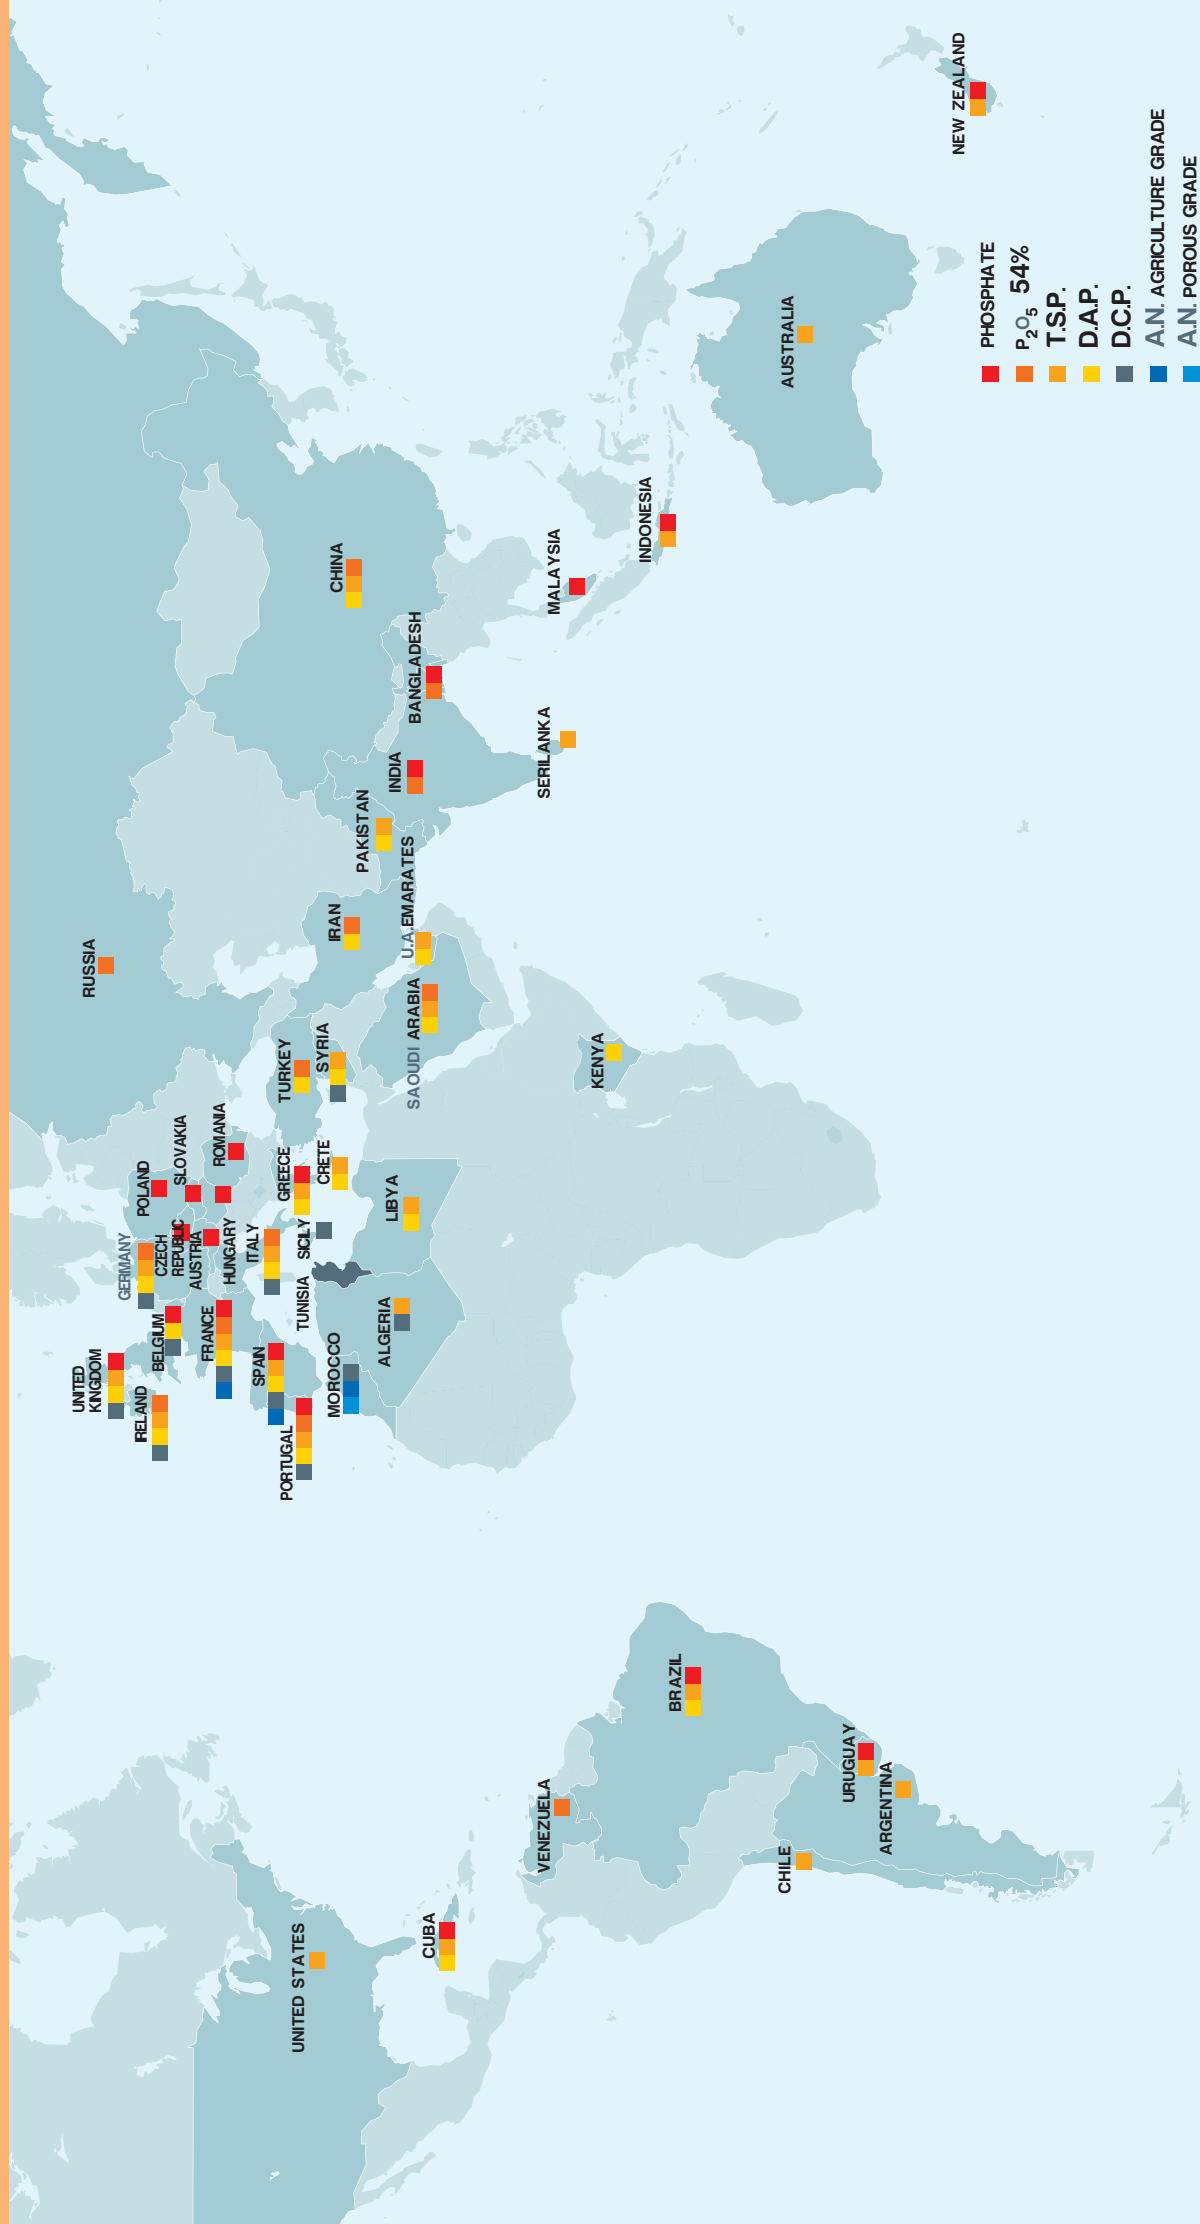 RUSSIA
UNITED
KINGDOM
IRELAND
GERMANY
POLAND
CZECH
REPUBLIC
SLOVAKIA
BELGIUM
AUSTRIA
FRANCE
HUNGARY
ROMANIA
SPAIN
ITALY
PORTUGAL
GREECE
TURKEY
SICILY
TUNISIA
CRETE
SYRIA
MOROCCO
ALGERIA
LIBYA
UNITED STATES
CUBA
IRAN
CHINA
PAKISTAN
INDIA
U.A.EMARATES
SAOUDI ARABIA
BANGLADESH
SERILANKA
MALAYSIA
KENYA
INDONESIA
VENEZUELA
BRAZIL
CHILE
URUGUAY
ARGENTINA
AUSTRALIA
NEW ZEALAND
PHOSPHATE
P2O5 54%
T.S.P.
D.A.P.
D.C.P.
A.N. AGRICULTURE GRADE
A.N. POROUS GRADE